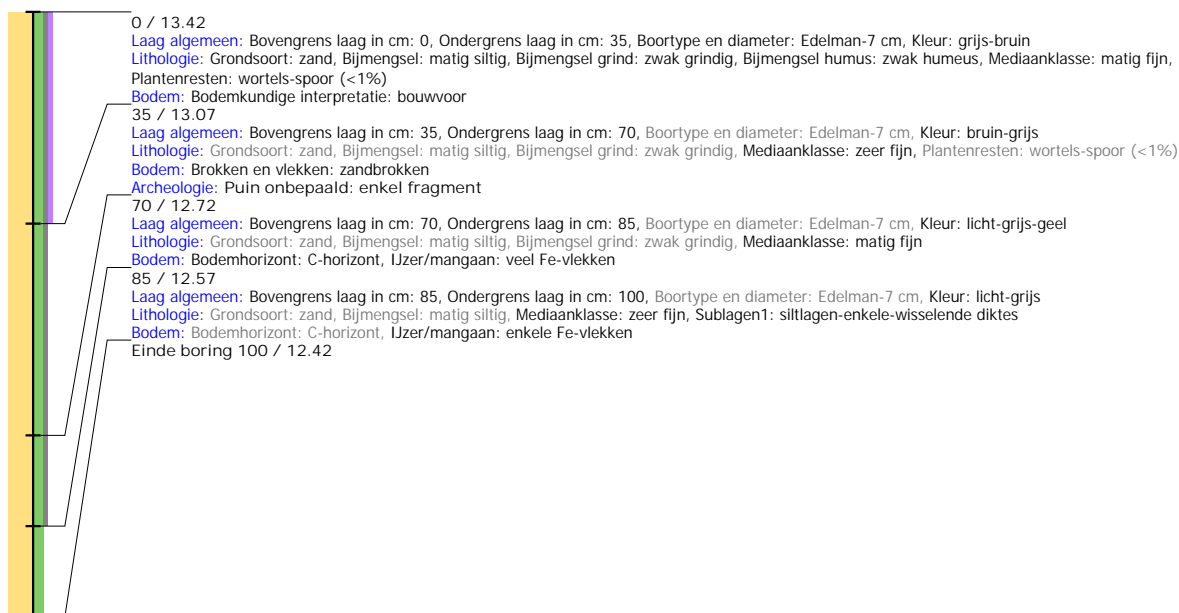 0 / 13.42
Laag algemeen: Bovengrens laag in cm: 0, Ondergrens laag in cm: 35, Boortype en diameter: Edelman-7 cm, Kleur: grijs-bruin
Lithologie: Grondsoort: zand, Bijmengsel: matig siltig, Bijmengsel grind: zwak grindig, Bijmengsel humus: zwak humeus, Mediaanklasse: matig fijn,
Plantenresten: wortels-spoor (<1%)
Bodem: Bodemkundige interpretatie: bouwvoor
35 / 13.07
Laag algemeen: Bovengrens laag in cm: 35, Ondergrens laag in cm: 70, Boortype en diameter: Edelman-7 cm, Kleur: bruin-grijs
Lithologie: Grondsoort: zand, Bijmengsel: matig siltig, Bijmengsel grind: zwak grindig, Mediaanklasse: zeer fijn, Plantenresten: wortels-spoor (<1%)
Bodem: Brokken en vlekken: zandbrokken
Archeologie: Puin onbepaald: enkel fragment
70 / 12.72
Laag algemeen: Bovengrens laag in cm: 70, Ondergrens laag in cm: 85, Boortype en diameter: Edelman-7 cm, Kleur: licht-grijs-geel
Lithologie: Grondsoort: zand, Bijmengsel: matig siltig, Bijmengsel grind: zwak grindig, Mediaanklasse: matig fijn
Bodem: Bodemhorizont: C-horizont, IJzer/mangaan: veel Fe-vlekken
85 / 12.57
Laag algemeen: Bovengrens laag in cm: 85, Ondergrens laag in cm: 100, Boortype en diameter: Edelman-7 cm, Kleur: licht-grijs
Lithologie: Grondsoort: zand, Bijmengsel: matig siltig, Mediaanklasse: zeer fijn, Sublagen1: siltlagen-enkele-wisselende diktes
Bodem: Bodemhorizont: C-horizont, IJzer/mangaan: enkele Fe-vlekken
Einde boring 100 / 12.42